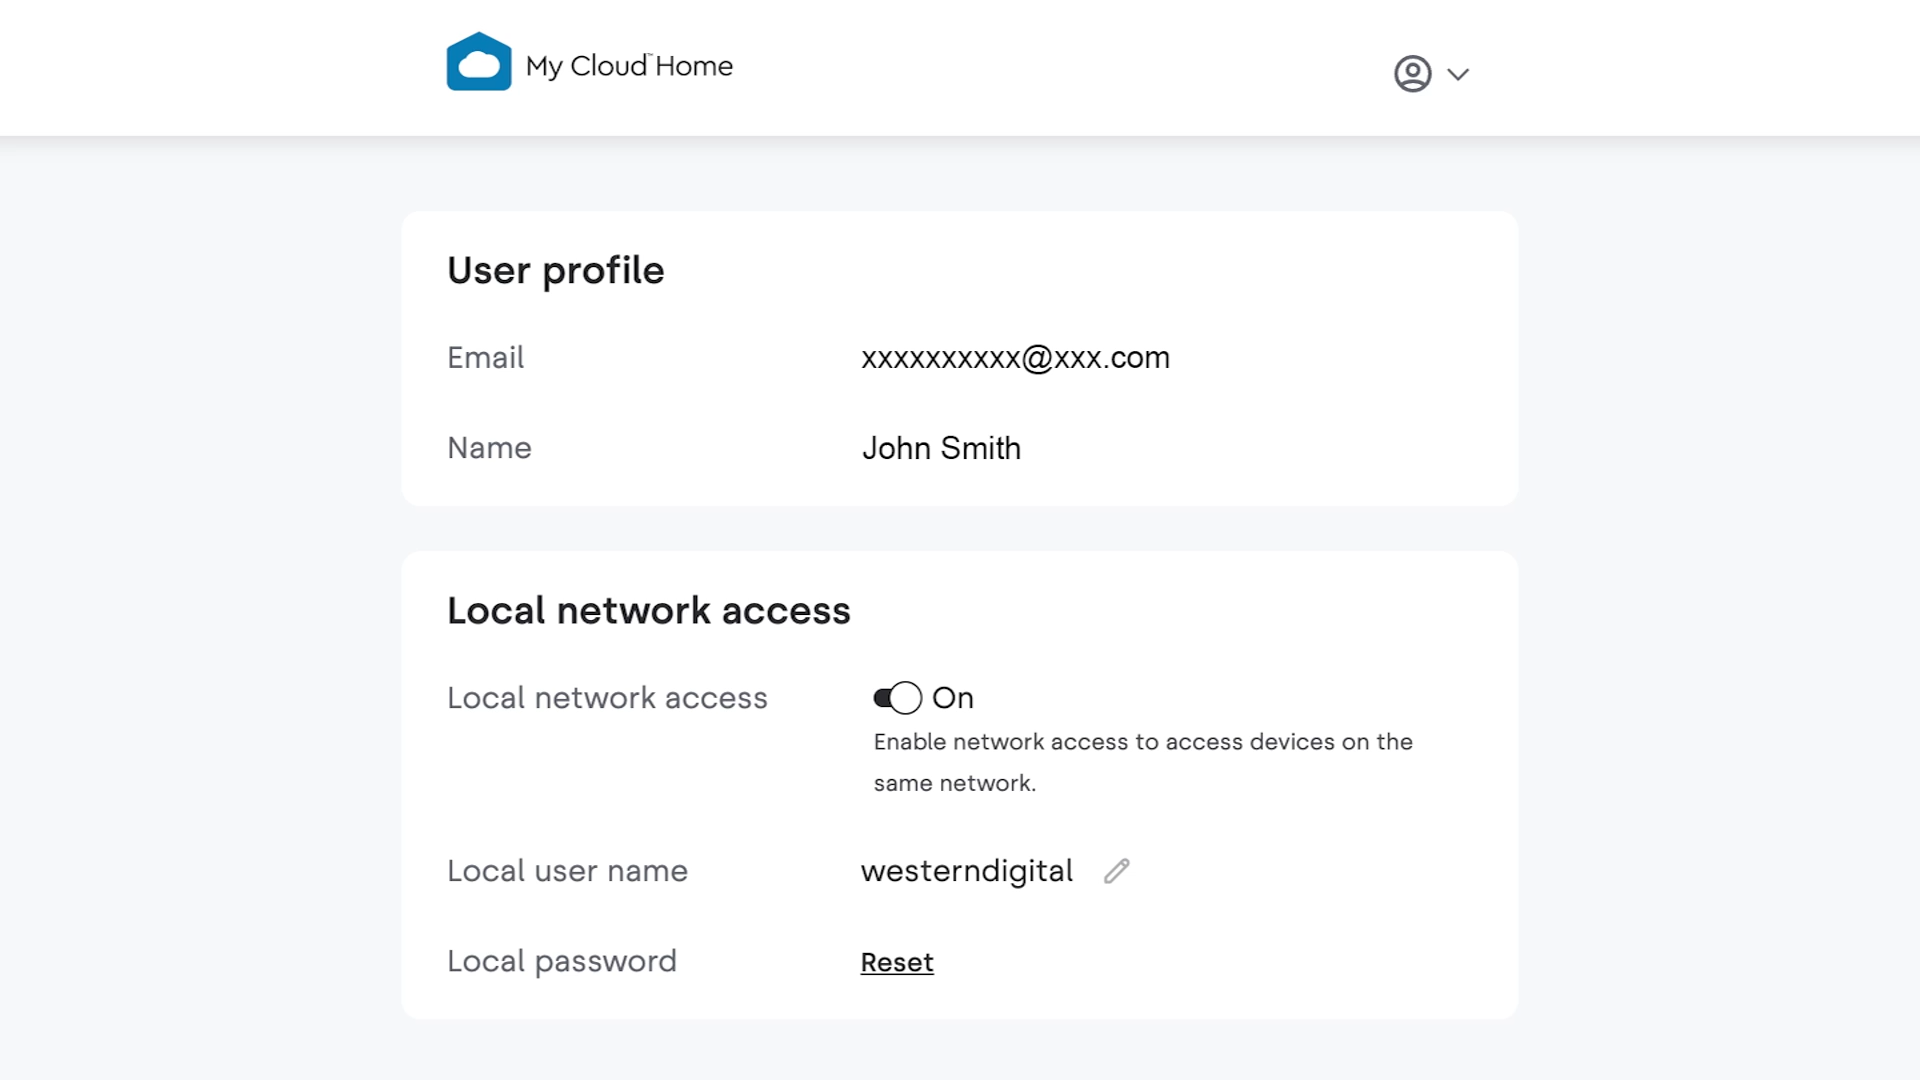 My Cloud™ Home
User profile
Email xxxxxxxxxx@xxx.com
Name John Smith
Local network access
Local network access On
Enable network access to access devices on the
same network.
Local user name westerndigital
Local password Reset